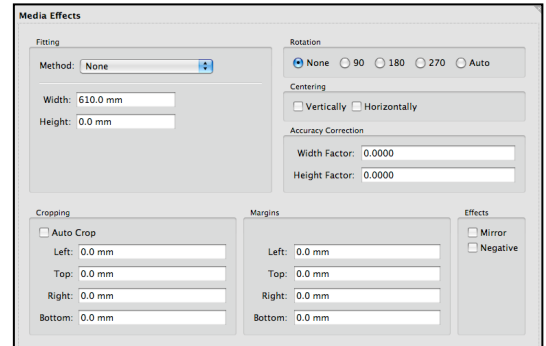 Media Effects
Fitting
Method: None
Width: 610.0 mm
Height: 0.0 mm
Rotation
None 90 180 270 Auto
Centering
Vertically Horizontally
Accuracy Correction
Width Factor: 0.0000
Height Factor: 0.0000
Cropping
Auto Crop
Left: 0.0 mm
Top: 0.0 mm
Right: 0.0 mm
Bottom: 0.0 mm
Margins
Left: 0.0 mm
Top: 0.0 mm
Right: 0.0 mm
Bottom: 0.0 mm
Effects
Mirror
Negative